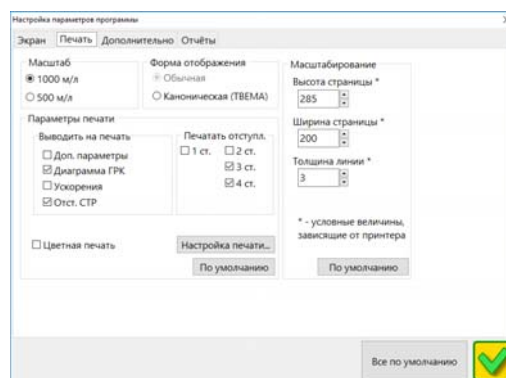 Настройка параметров программы
Экран Печать Дополнительно Отчёты
Масштаб
1000 м/л
500 м/л
Форма отображения
Обычная
Каноническая (ТВЕМА)
Параметры печати
Выводить на печать
Доп. параметры
Диаграмма ГРК
Ускорения
Отст. СТР
Печатать отступл.
1 ст. 2 ст.
3 ст.
4 ст.
Цветная печать
Настройка печати...
По умолчанию
Масштабирование
Высота страницы *
285
Ширина страницы *
200
Толщина линии *
3
* - условные величины,
зависящие от принтера
По умолчанию
Все по умолчанию